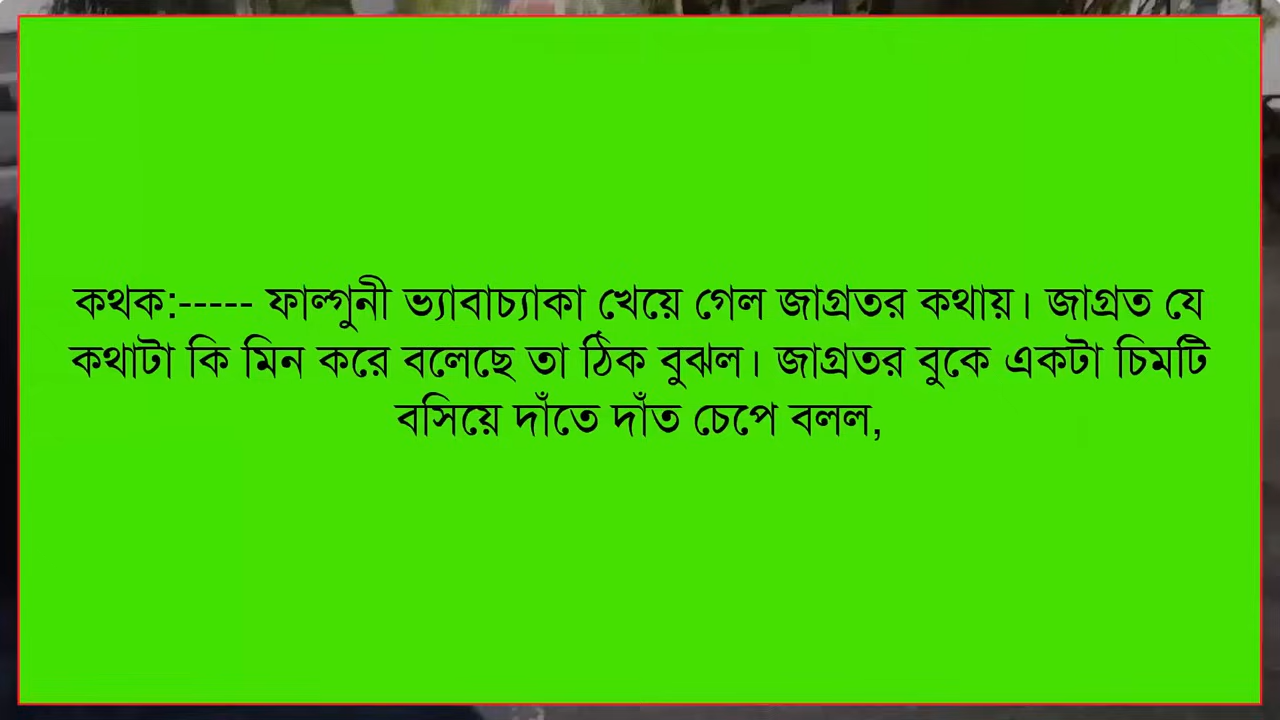 কথক:----- ফাল্গুনী ভ্যাবাচ্যাকা খেয়ে গেল জাগ্রতর কথায়। জাগ্রত যে
কথাটা কি মিন করে বলেছে তা ঠিক বুঝল। জাগ্রতর বুকে একটা চিমটি
বসিয়ে দাঁতে দাঁত চেপে বলল,